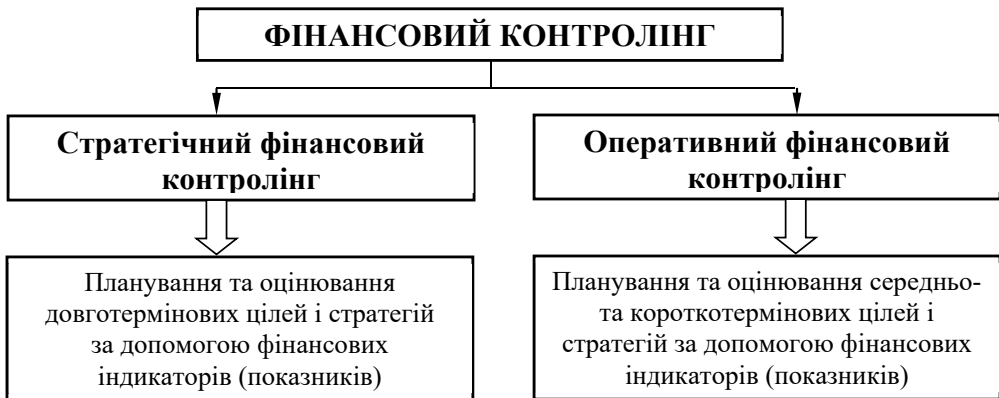 ФІНАНСОВИЙ КОНТРОЛІНГ
Стратегічний фінансовий
контролінг
Оперативний фінансовий
контролінг
Планування та оцінювання
довготермінових цілей і стратегій
за допомогою фінансових
індикаторів (показників)
Планування та оцінювання середньо-
та короткотермінових цілей і
стратегій за допомогою фінансових
індикаторів (показників)